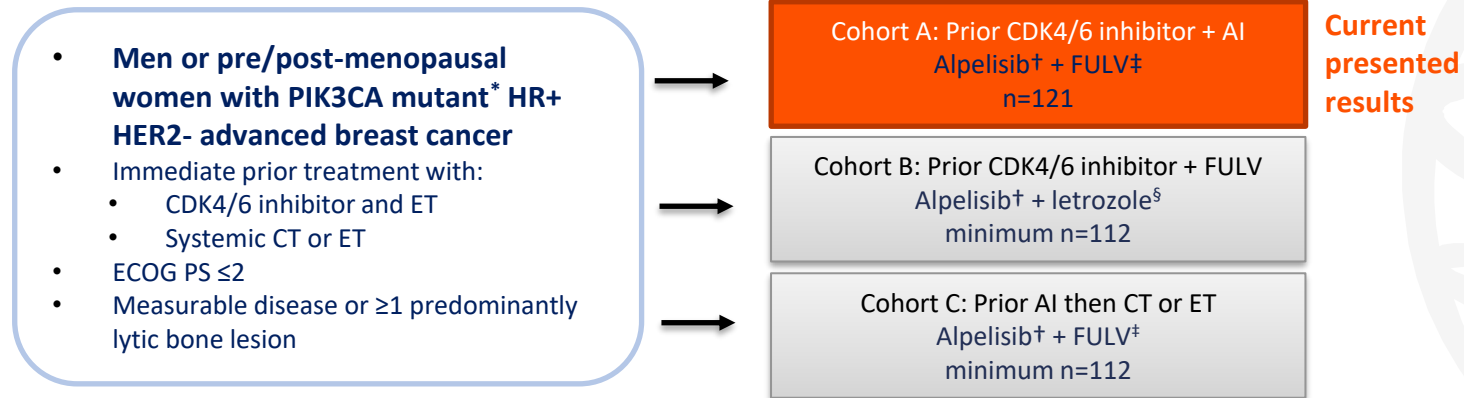 • Men or pre/post-menopausal
women with PIK3CA mutant* HR+
HER2- advanced breast cancer
• Immediate prior treatment with:
• CDK4/6 inhibitor and ET
• Systemic CT or ET
• ECOG PS ≤2
• Measurable disease or ≥1 predominantly
lytic bone lesion
Cohort A: Prior CDK4/6 inhibitor + AI
Alpelisib† + FULV‡
n=121
Current
presented
results
Cohort B: Prior CDK4/6 inhibitor + FULV
Alpelisib† + letrozole§
minimum n=112
Cohort C: Prior AI then CT or ET
Alpelisib† + FULV‡
minimum n=112